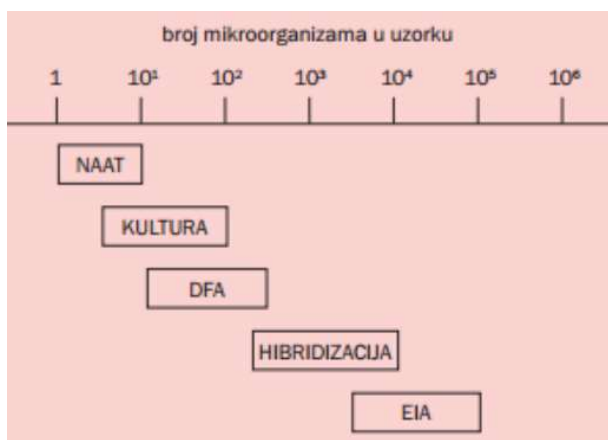 broj mikroorganizama u uzorku
1 10¹ 10² 10³ 10⁴ 10⁵ 10⁶
NAAT
KULTURA
DFA
HIBRIDIZACIJA
EIA